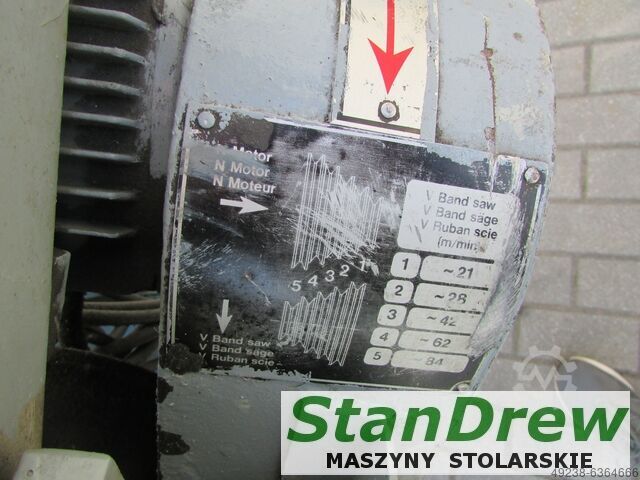 Motor
N Motor
N Moteur
5 4 3 2 1
V Band saw
V Band säge
V Ruban scie
V Band saw
V Band säge
V Ruban scie
(m/min)
1 ~21
2 ~28
3 ~42
4 ~62
5 ~84
StanDrew
MASZYNY STOLARSKIE
49238-6364666